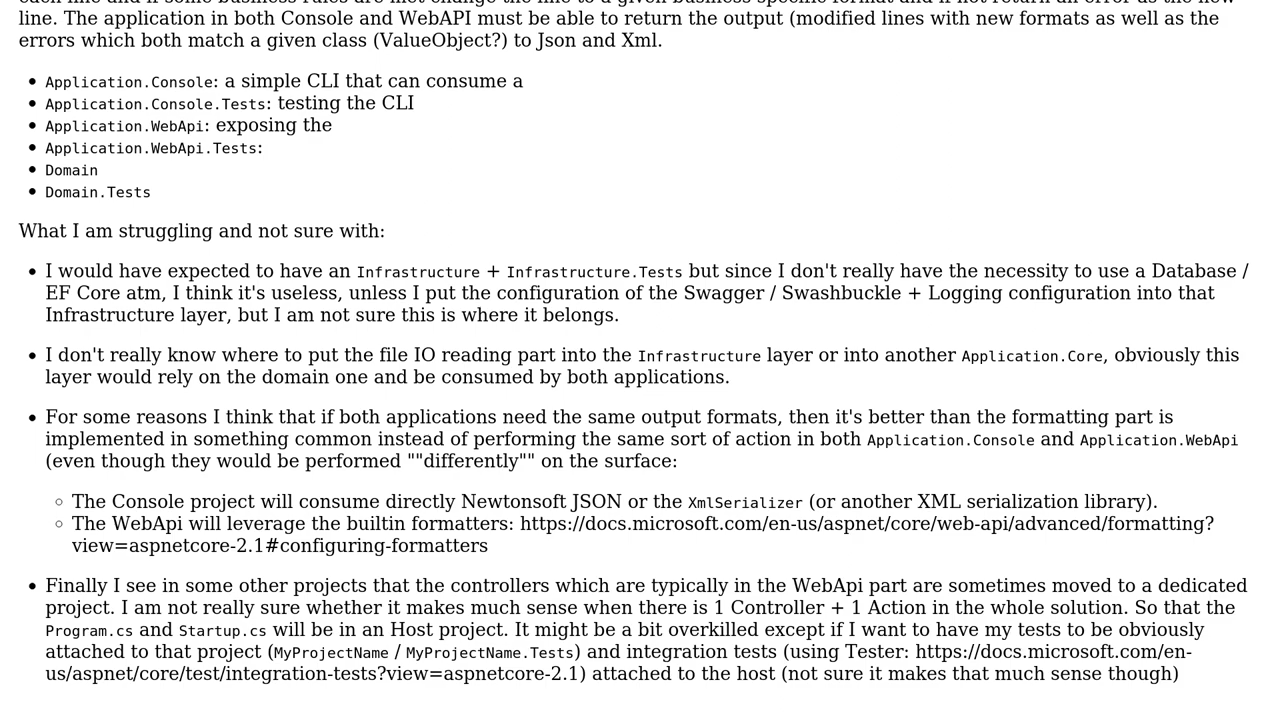 line. The application in both Console and WebAPI must be able to return the output (modified lines with new formats as well as the
errors which both match a given class (ValueObject?) to Json and Xml.
• Application.Console: a simple CLI that can consume a
• Application.Console.Tests: testing the CLI
• Application.WebApi: exposing the
• Application.WebApi.Tests:
• Domain
• Domain.Tests
What I am struggling and not sure with:
• I would have expected to have an Infrastructure + Infrastructure.Tests but since I don't really have the necessity to use a Database /
EF Core atm, I think it's useless, unless I put the configuration of the Swagger / Swashbuckle + Logging configuration into that
Infrastructure layer, but I am not sure this is where it belongs.
• I don't really know where to put the file IO reading part into the Infrastructure layer or into another Application.Core, obviously this
layer would rely on the domain one and be consumed by both applications.
• For some reasons I think that if both applications need the same output formats, then it's better than the formatting part is
implemented in something common instead of performing the same sort of action in both Application.Console and Application.WebApi
(even though they would be performed ""differently"" on the surface:
◦ The Console project will consume directly Newtonsoft JSON or the XmlSerializer (or another XML serialization library).
◦ The WebApi will leverage the builtin formatters: https://docs.microsoft.com/en-us/aspnet/core/web-api/advanced/formatting?
view=aspnetcore-2.1#configuring-formatters
• Finally I see in some other projects that the controllers which are typically in the WebApi part are sometimes moved to a dedicated
project. I am not really sure whether it makes much sense when there is 1 Controller + 1 Action in the whole solution. So that the
Program.cs and Startup.cs will be in an Host project. It might be a bit overkilled except if I want to have my tests to be obviously
attached to that project (MyProjectName / MyProjectName.Tests) and integration tests (using Tester: https://docs.microsoft.com/en-
us/aspnet/core/test/integration-tests?view=aspnetcore-2.1) attached to the host (not sure it makes that much sense though)